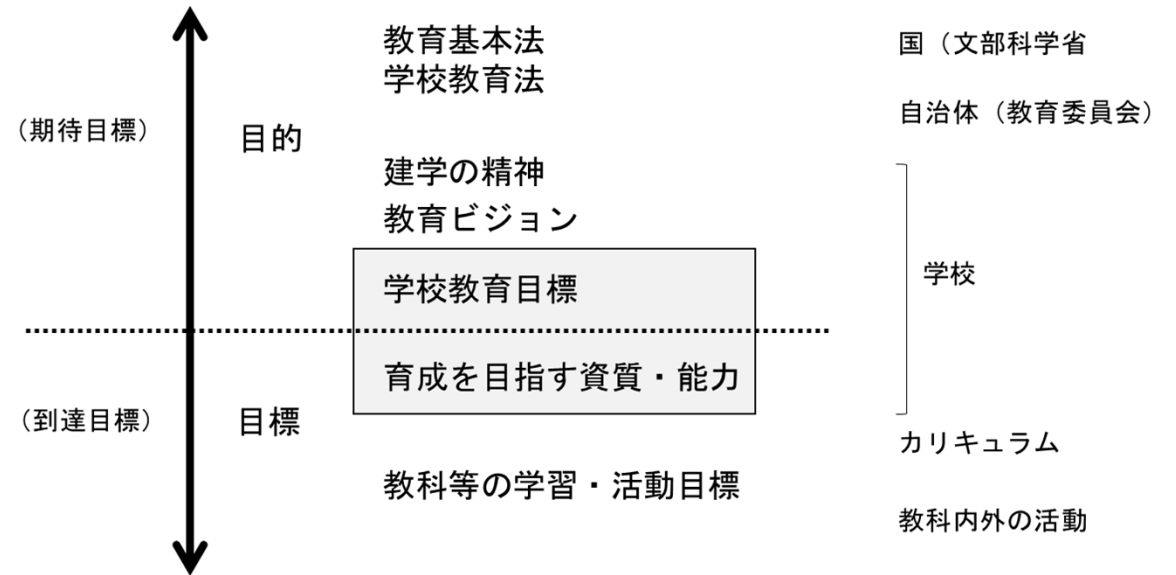 教育基本法
学校教育法
国（文部科学省
自治体（教育委員会）
（期待目標）
目的
建学の精神
教育ビジョン
学校教育目標
学校
育成を目指す資質・能力
（到達目標）
目標
カリキュラム
教科等の学習・活動目標
教科内外の活動